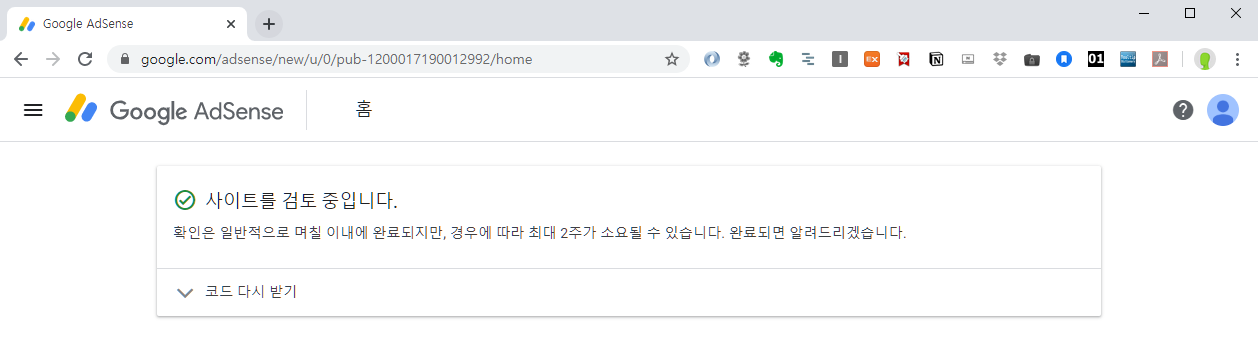 Google AdSense
google.com/adsense/new/u/0/pub-1200017190012992/home
Google AdSense
홈
사이트를 검토 중입니다.
확인은 일반적으로 며칠 이내에 완료되지만, 경우에 따라 최대 2주가 소요될 수 있습니다. 완료되면 알려드리겠습니다.
코드 다시 받기